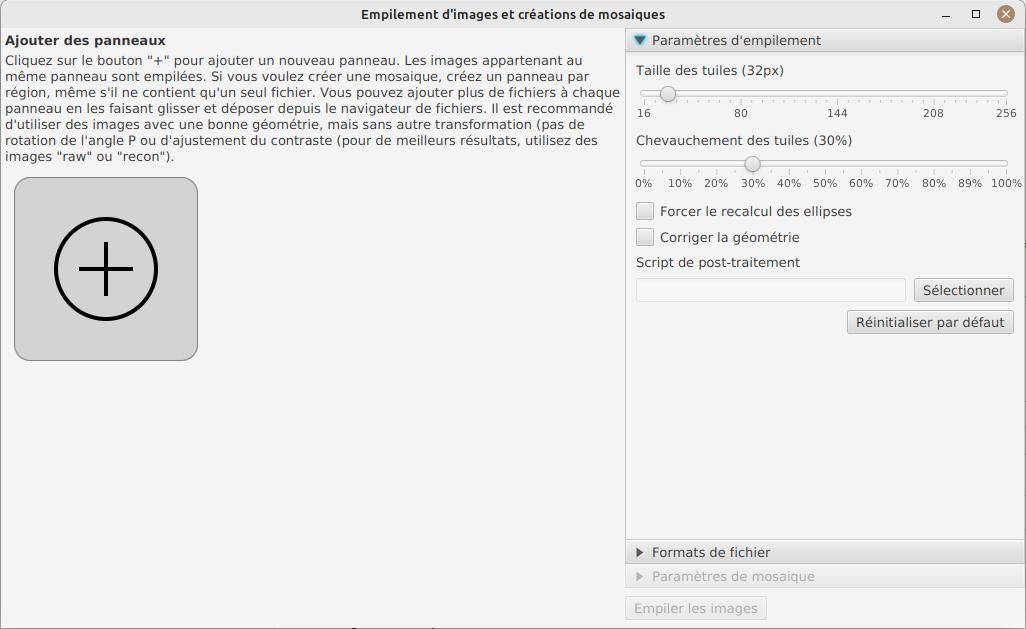 Empilement d'images et créations de mosaiques
Ajouter des panneaux
Cliquez sur le bouton "+" pour ajouter un nouveau panneau. Les images appartenant au
même panneau sont empilées. Si vous voulez créer une mosaique, créez un panneau par
région, même s'il ne contient qu'un seul fichier. Vous pouvez ajouter plus de fichiers à chaque
panneau en les faisant glisser et déposer depuis le navigateur de fichiers. Il est recommandé
d'utiliser des images avec une bonne géométrie, mais sans autre transformation (pas de
rotation de l'angle P ou d'ajustement du contraste (pour de meilleurs résultats, utilisez des
images "raw" ou "recon").
Paramètres d'empilement
Taille des tuiles (32px)
16 80 144 208 256
Chevauchement des tuiles (30%)
0% 10% 20% 30% 40% 50% 60% 70% 80% 89% 100%
Forcer le recalcul des ellipses
Corriger la géométrie
Script de post-traitement
Sélectionner
Réinitialiser par défaut
Formats de fichier
Paramètres de mosaique
Empiler les images